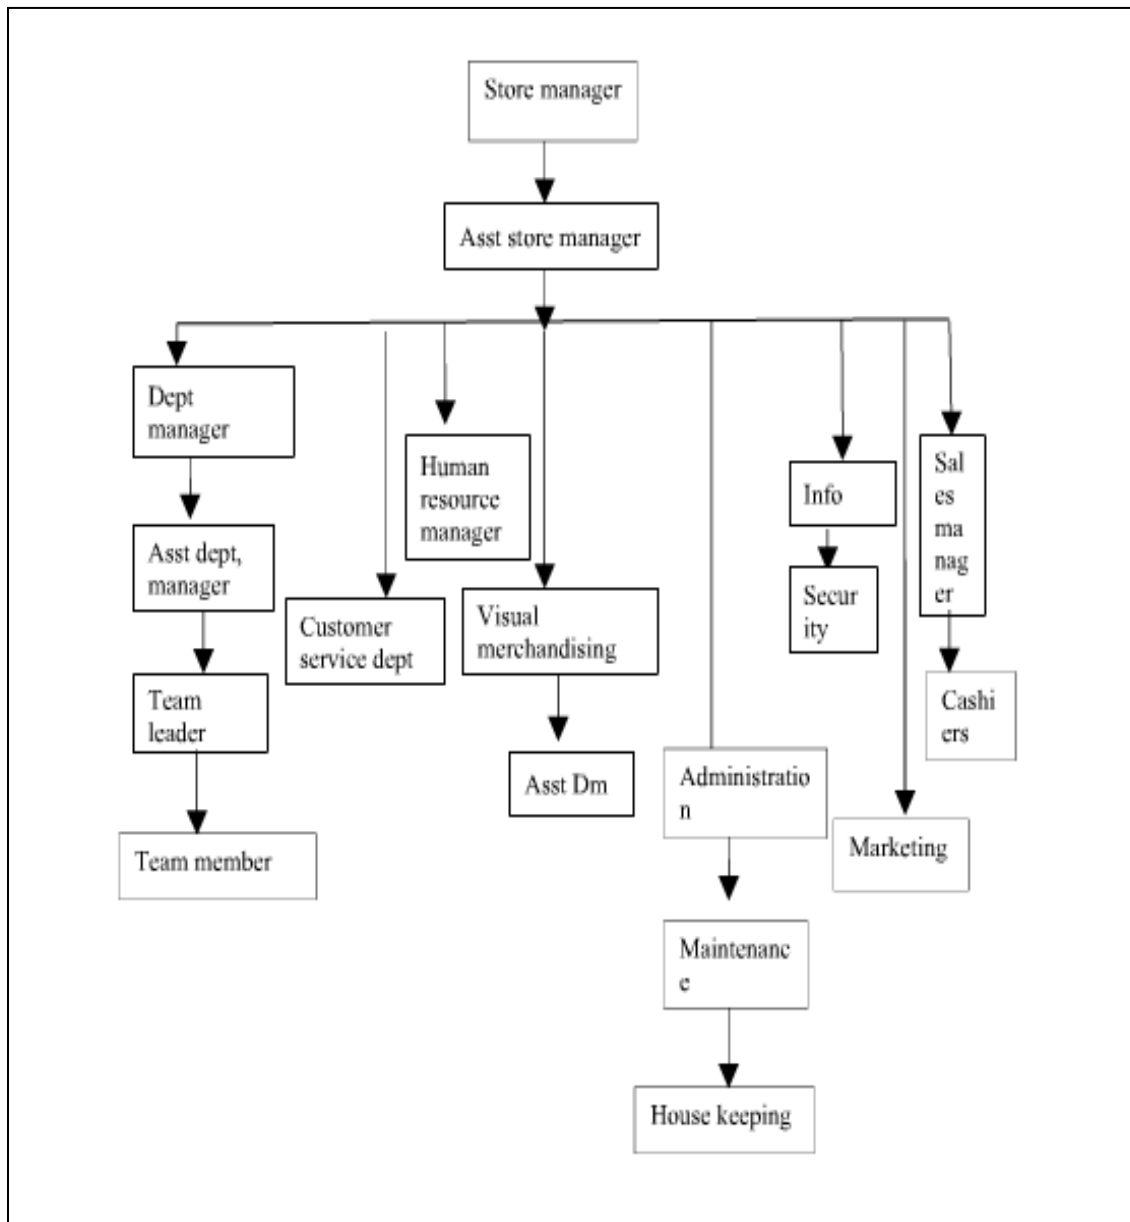 Store manager
Asst store manager
Dept
manager
Asst dept,
manager
Team
leader
Team member
Customer
service dept
Human
resource
manager
Visual
merchandising
Asst Dm
Administratio
n
Maintenanc
e
House keeping
Info
Secur
ity
Marketing
Sal
es
ma
nag
er
Cashi
ers